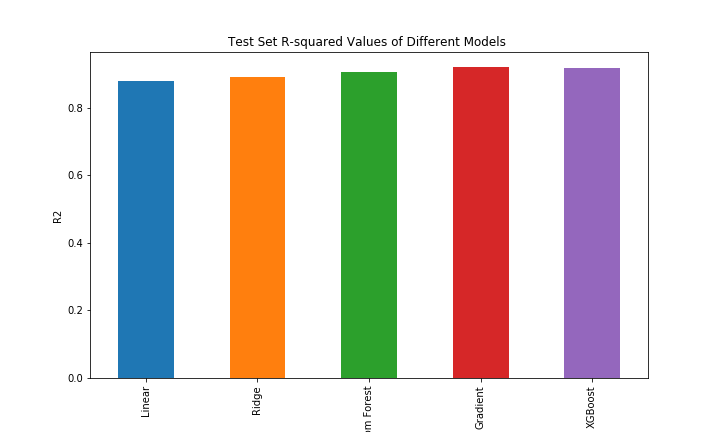 Test Set R-squared Values of Different Models
R2
0.8
0.6
0.4
0.2
0.0
Linear
Ridge
om Forest
Gradient
XGBoost